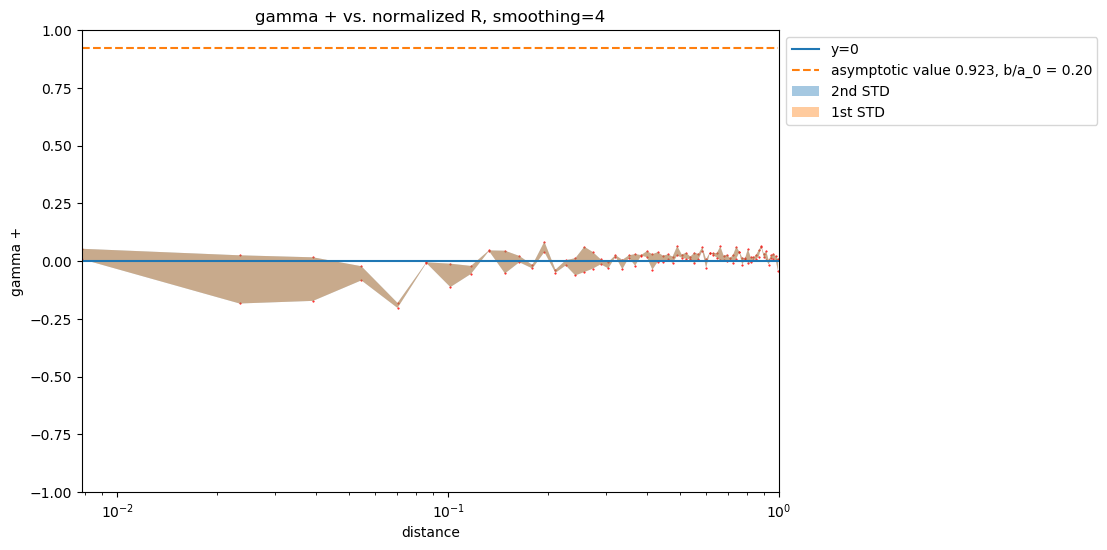 gamma + vs. normalized R, smoothing=4
1.00
0.75
0.50
0.25
0.00
−0.25
−0.50
−0.75
−1.00
gamma +
10⁻²
10⁻¹
10⁰
distance
y=0
asymptotic value 0.923, b/a_0 = 0.20
2nd STD
1st STD